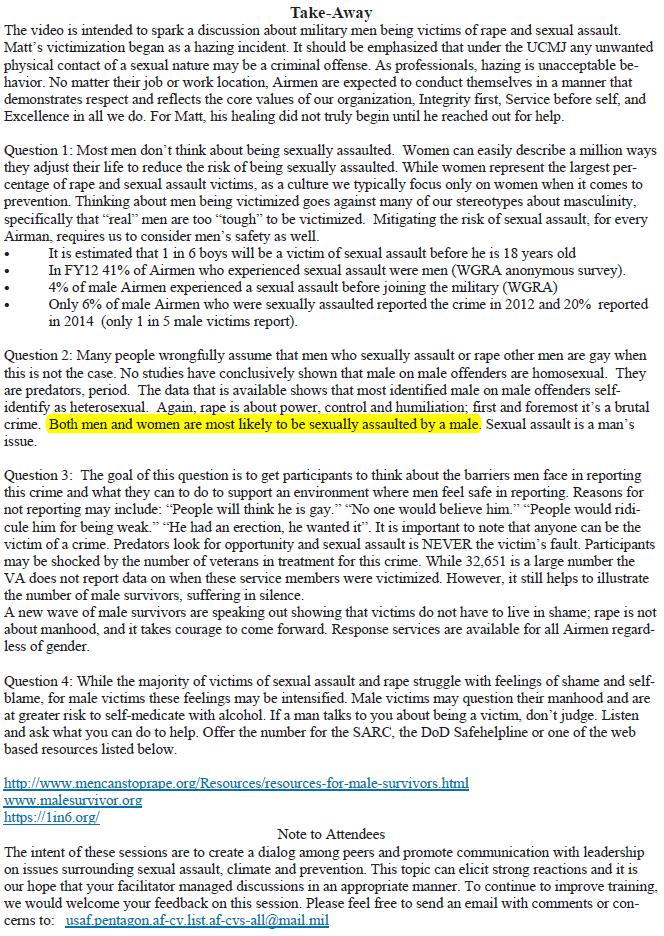 Take-Away
The video is intended to spark a discussion about military men being victims of rape and sexual assault.
Matt’s victimization began as a hazing incident. It should be emphasized that under the UCMJ any unwanted
physical contact of a sexual nature may be a criminal offense. As professionals, hazing is unacceptable be-
havior. No matter their job or work location, Airmen are expected to conduct themselves in a manner that
demonstrates respect and reflects the core values of our organization, Integrity first, Service before self, and
Excellence in all we do. For Matt, his healing did not truly begin until he reached out for help.
Question 1: Most men don’t think about being sexually assaulted.  Women can easily describe a million ways
they adjust their life to reduce the risk of being sexually assaulted. While women represent the largest per-
centage of rape and sexual assault victims, as a culture we typically focus only on women when it comes to
prevention. Thinking about men being victimized goes against many of our stereotypes about masculinity,
specifically that “real” men are too “tough” to be victimized.  Mitigating the risk of sexual assault, for every
Airman, requires us to consider men’s safety as well.
• It is estimated that 1 in 6 boys will be a victim of sexual assault before he is 18 years old
• In FY12 41% of Airmen who experienced sexual assault were men (WGRA anonymous survey).
• 4% of male Airmen experienced a sexual assault before joining the military (WGRA)
• Only 6% of male Airmen who were sexually assaulted reported the crime in 2012 and 20%  reported
in 2014  (only 1 in 5 male victims report).
Question 2: Many people wrongfully assume that men who sexually assault or rape other men are gay when
this is not the case. No studies have conclusively shown that male on male offenders are homosexual.  They
are predators, period.  The data that is available shows that most identified male on male offenders self-
identify as heterosexual.  Again, rape is about power, control and humiliation; first and foremost it’s a brutal
crime.  Both men and women are most likely to be sexually assaulted by a male. Sexual assault is a man’s
issue.
Question 3:  The goal of this question is to get participants to think about the barriers men face in reporting
this crime and what they can to do to support an environment where men feel safe in reporting. Reasons for
not reporting may include: “People will think he is gay.” “No one would believe him.” “People would ridi-
cule him for being weak.” “He had an erection, he wanted it”. It is important to note that anyone can be the
victim of a crime. Predators look for opportunity and sexual assault is NEVER the victim’s fault. Participants
may be shocked by the number of veterans in treatment for this crime. While 32,651 is a large number the
VA does not report data on when these service members were victimized. However, it still helps to illustrate
the number of male survivors, suffering in silence.
A new wave of male survivors are speaking out showing that victims do not have to live in shame; rape is not
about manhood, and it takes courage to come forward. Response services are available for all Airmen regard-
less of gender.
Question 4: While the majority of victims of sexual assault and rape struggle with feelings of shame and self-
blame, for male victims these feelings may be intensified. Male victims may question their manhood and are
at greater risk to self-medicate with alcohol. If a man talks to you about being a victim, don’t judge. Listen
and ask what you can do to help. Offer the number for the SARC, the DoD Safehelpline or one of the web
based resources listed below.
http://www.mencanstoprape.org/Resources/resources-for-male-survivors.html
www.malesurvivor.org
https://1in6.org/
Note to Attendees
The intent of these sessions are to create a dialog among peers and promote communication with leadership
on issues surrounding sexual assault, climate and prevention. This topic can elicit strong reactions and it is
our hope that your facilitator managed discussions in an appropriate manner. To continue to improve training,
we would welcome your feedback on this session. Please feel free to send an email with comments or con-
cerns to:   usaf.pentagon.af-cv.list.af-cvs-all@mail.mil